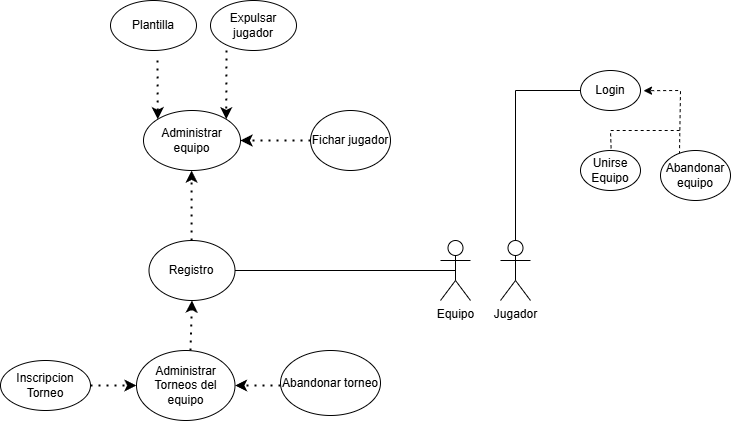 Plantilla
Expulsar
jugador
Administrar
equipo
Fichar jugador
Login
Unirse
Equipo
Abandonar
equipo
Registro
Equipo
Jugador
Inscripcion
Torneo
Administrar
Torneos del
equipo
Abandonar torneo